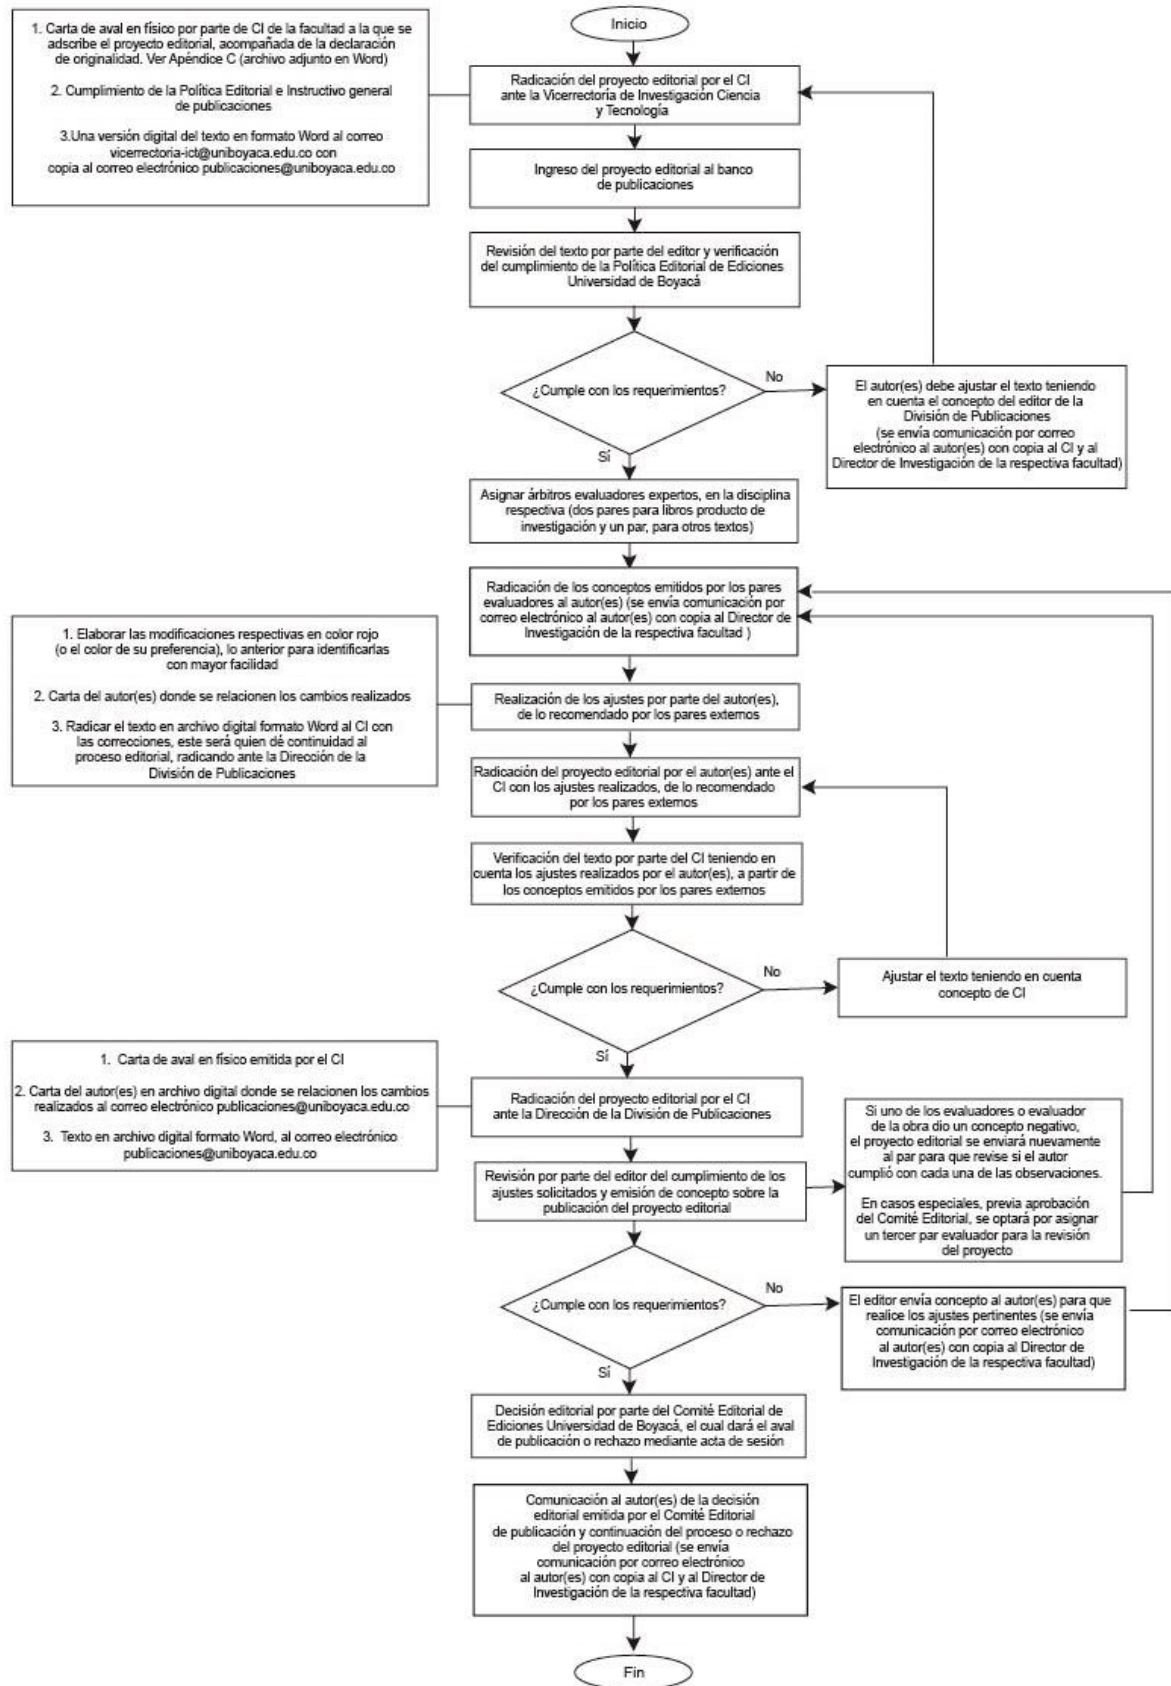 Inicio
1. Carta de aval en físico por parte de CI de la facultad a la que se
adscribe el proyecto editorial, acompañada de la declaración
de originalidad. Ver Apéndice C (archivo adjunto en Word)
2. Cumplimiento de la Política Editorial e Instructivo general
de publicaciones
3.Una versión digital del texto en formato Word al correo
vicerrectoria-ict@uniboyaca.edu.co con
copia al correo electrónico publicaciones@uniboyaca.edu.co
Radicación del proyecto editorial por el CI
ante la Vicerrectoría de Investigación Ciencia
y Tecnología
Ingreso del proyecto editorial al banco
de publicaciones
Revisión del texto por parte del editor y verificación
del cumplimiento de la Política Editorial de Ediciones
Universidad de Boyacá
¿Cumple con los requerimientos?
No
El autor(es) debe ajustar el texto teniendo
en cuenta el concepto del editor de la
División de Publicaciones
(se envía comunicación por correo
electrónico al autor(es) con copia al CI y al
Director de Investigación de la respectiva facultad)
Sí
Asignar árbitros evaluadores expertos, en la disciplina
respectiva (dos pares para libros producto de
investigación y un par, para otros textos)
Radicación de los conceptos emitidos por los pares
evaluadores al autor(es) (se envía comunicación por
correo electrónico al autor(es) con copia al Director de
Investigación de la respectiva facultad )
1. Elaborar las modificaciones respectivas en color rojo
(o el color de su preferencia), lo anterior para identificarlas
con mayor facilidad
2. Carta del autor(es) donde se relacionen los cambios realizados
3. Radicar el texto en archivo digital formato Word al CI con
las correcciones, este será quien dé continuidad al
proceso editorial, radicando ante la Dirección de la
División de Publicaciones
Realización de los ajustes por parte del autor(es),
de lo recomendado por los pares externos
Radicación del proyecto editorial por el autor(es) ante el
CI con los ajustes realizados, de lo recomendado
por los pares externos
Verificación del texto por parte del CI teniendo en
cuenta los ajustes realizados por el autor(es), a partir de
los conceptos emitidos por los pares externos
¿Cumple con los requerimientos?
No
Ajustar el texto teniendo en cuenta
concepto de CI
Sí
1. Carta de aval en físico emitida por el CI
2. Carta del autor(es) en archivo digital donde se relacionen los cambios
realizados al correo electrónico publicaciones@uniboyaca.edu.co
3. Texto en archivo digital formato Word, al correo electrónico
publicaciones@uniboyaca.edu.co
Radicación del proyecto editorial por el CI
ante la Dirección de la División de Publicaciones
Revisión por parte del editor del cumplimiento de los
ajustes solicitados y emisión de concepto sobre la
publicación del proyecto editorial
Si uno de los evaluadores o evaluador
de la obra dio un concepto negativo,
el proyecto editorial se enviará nuevamente
al par para que revise si el autor
cumplió con cada una de las observaciones.
En casos especiales, previa aprobación
del Comité Editorial, se optará por asignar
un tercer par evaluador para la revisión
del proyecto
¿Cumple con los requerimientos?
No
El editor envía concepto al autor(es) para que
realice los ajustes pertinentes (se envía
comunicación por correo electrónico
al autor(es) con copia al Director de
Investigación de la respectiva facultad)
Sí
Decisión editorial por parte del Comité Editorial de
Ediciones Universidad de Boyacá, el cual dará el aval
de publicación o rechazo mediante acta de sesión
Comunicación al autor(es) de la decisión
editorial emitida por el Comité Editorial
de publicación y continuación del proceso o rechazo
del proyecto editorial (se envía
comunicación por correo electrónico
al autor(es) con copia al CI y al Director de
Investigación de la respectiva facultad)
Fin